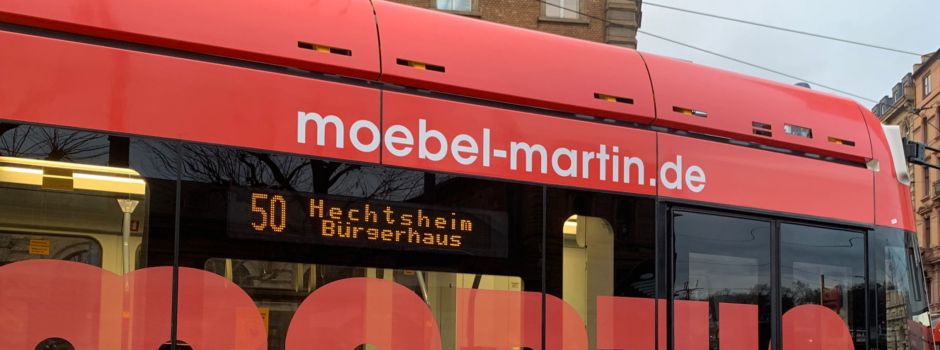 moebel-martin.de
50 Hechtsheim
Bürgerhaus